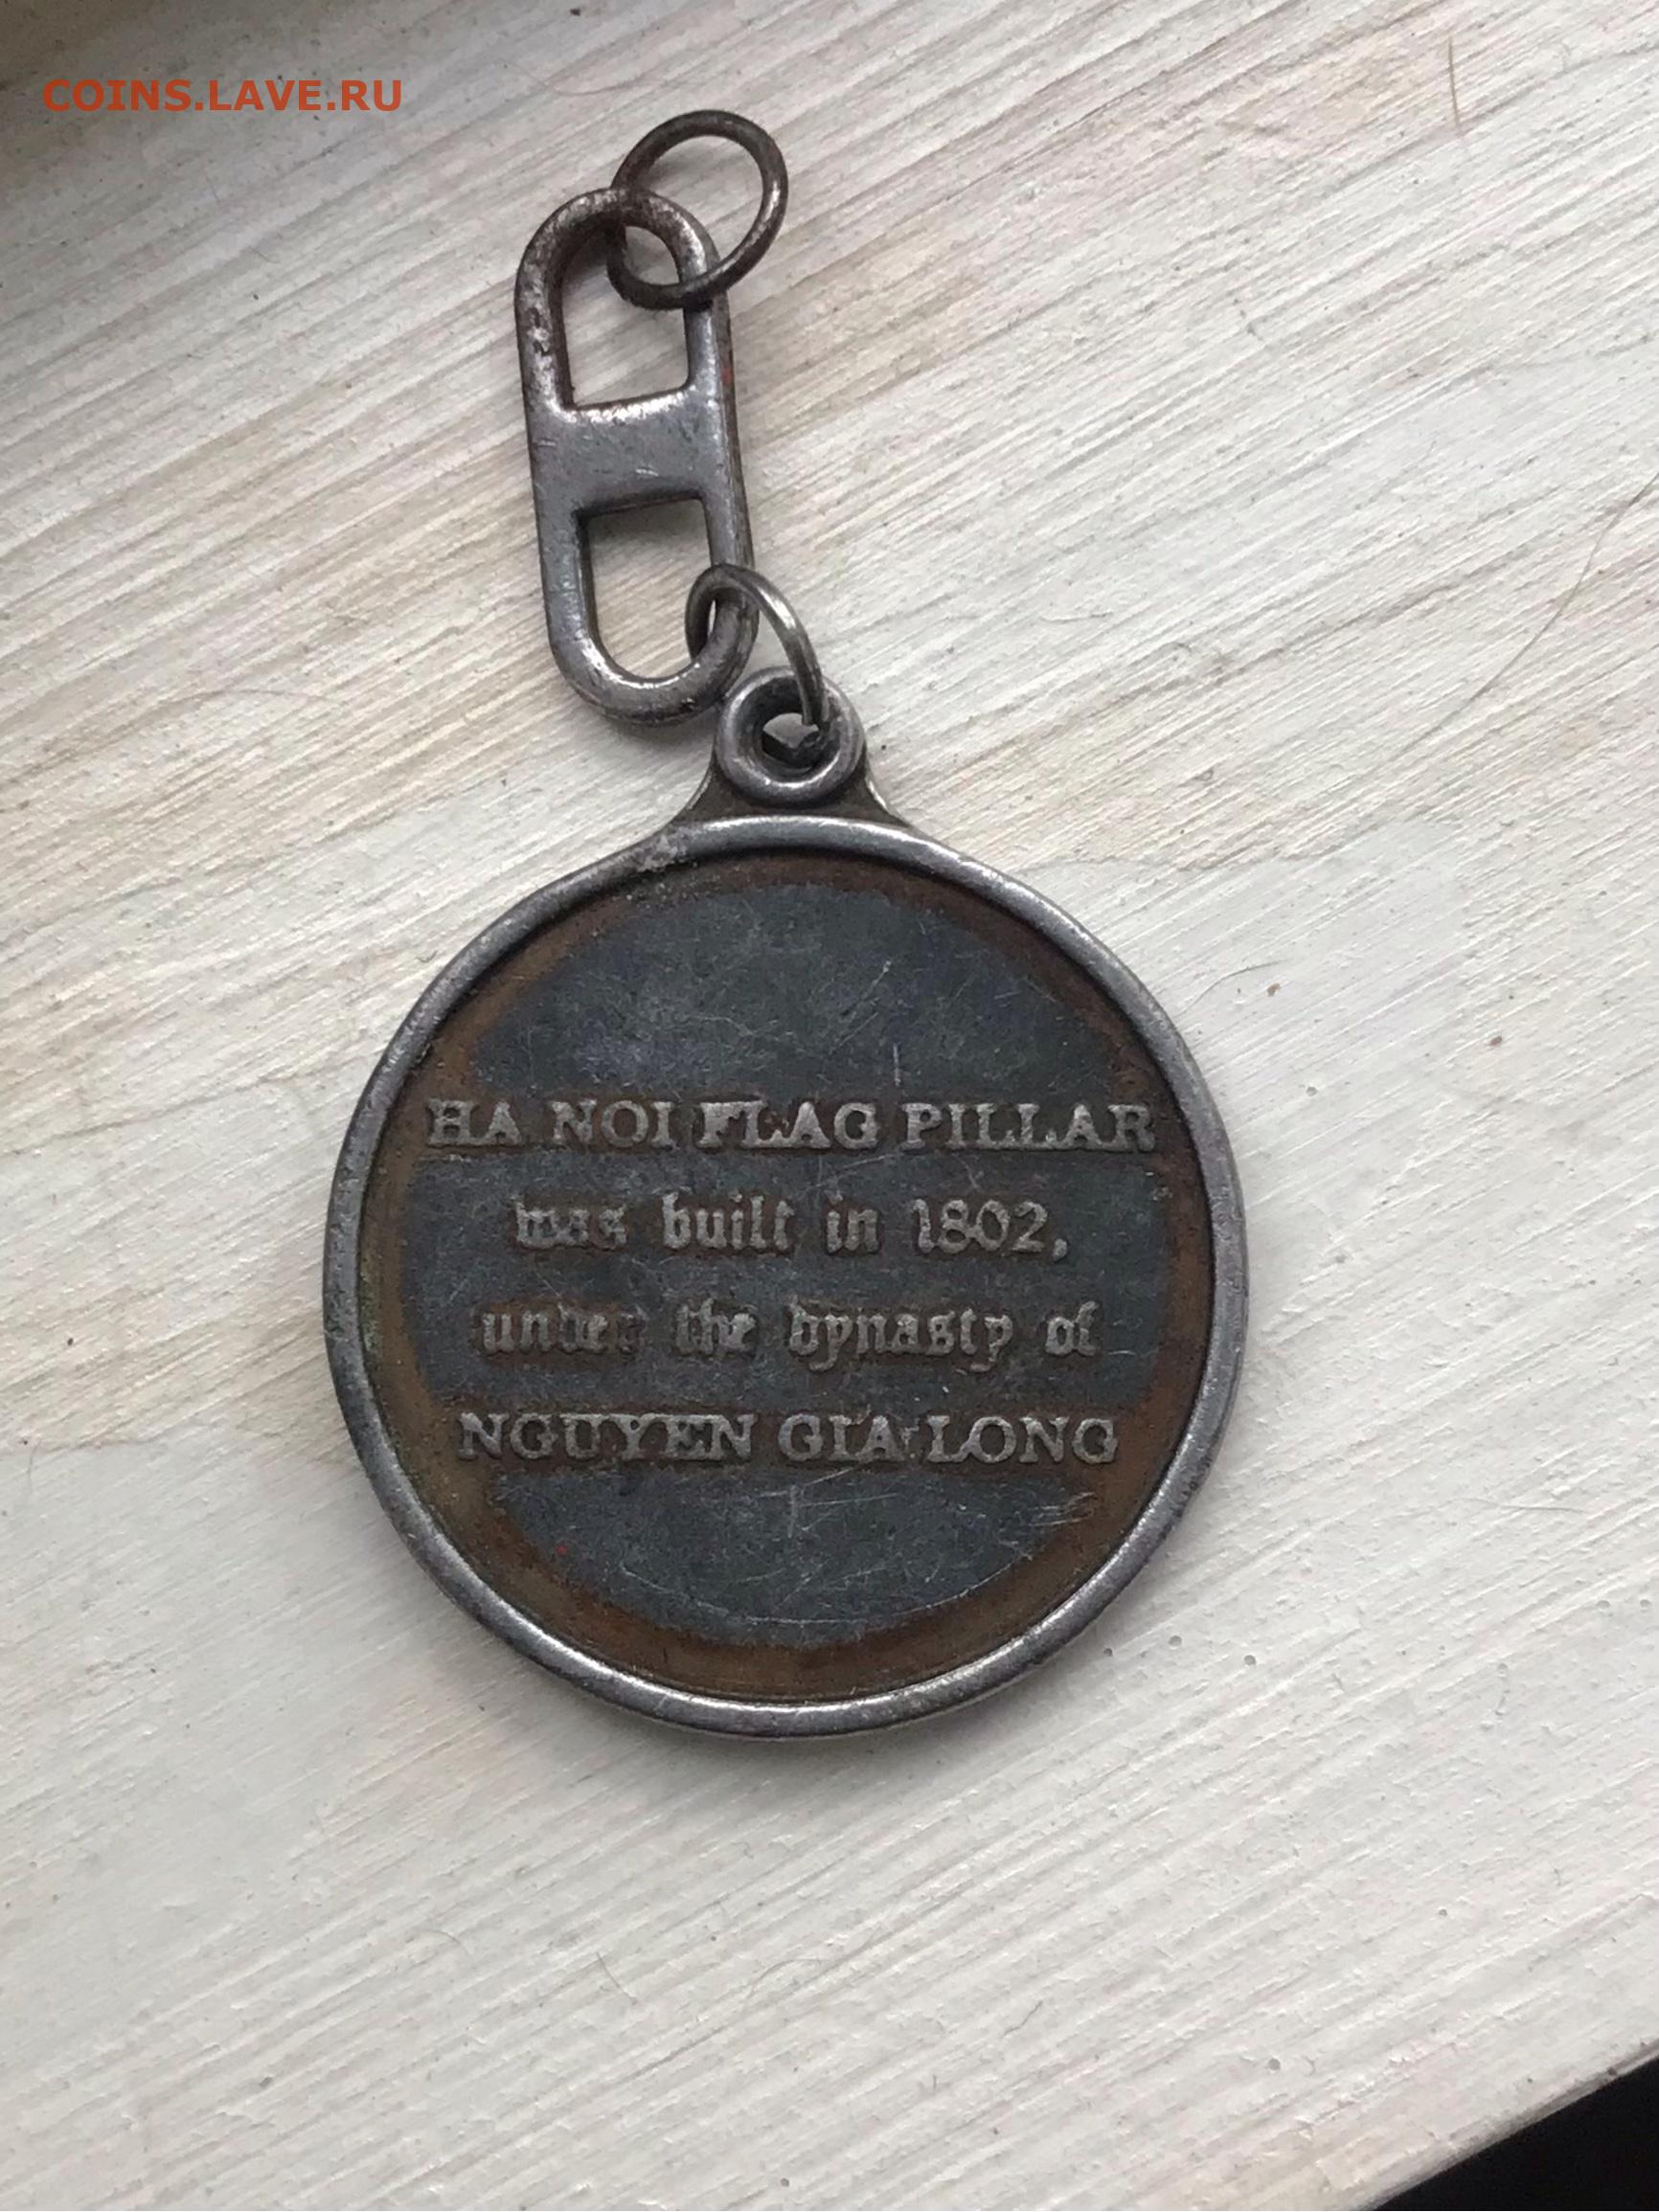 COINS.LAVE.RU
HA NOI FLAG PILLAR
was built in 1802,
under the dynasty of
NGUYEN GIA LONG